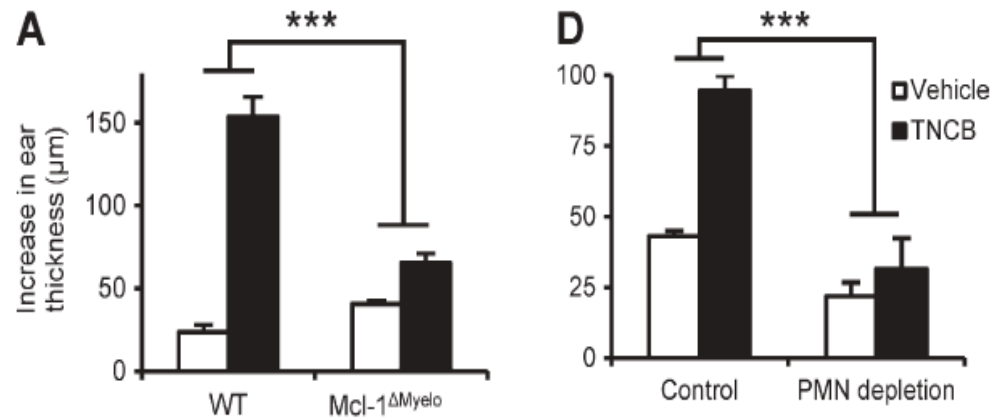 A
***
Increase in ear
thickness (µm)
150
100
50
0
WT
Mcl-1ΔMyelo
D
***
100
75
50
25
0
Vehicle
TNCB
Control
PMN depletion